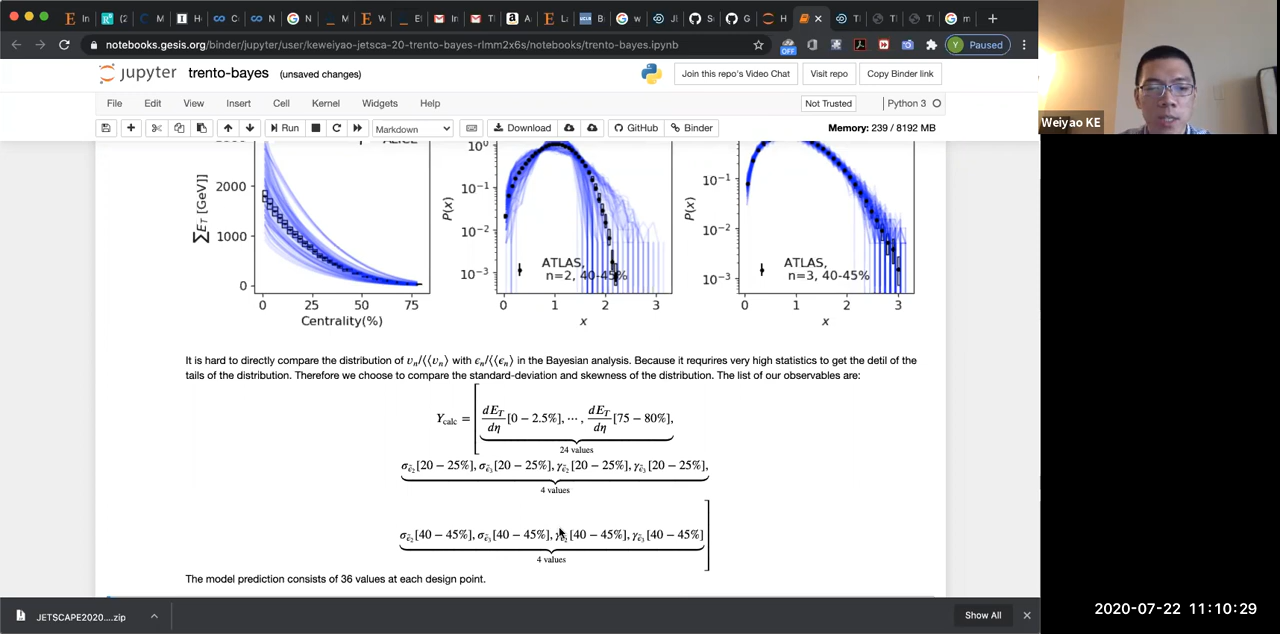 notebooks.gesis.org/binder/jupyter/user/keweiyao-jetsca-20-trento-bayes-rlmm2x6s/notebooks/trento-bayes.ipynb
OFF
Y Paused
jupyter trento-bayes (unsaved changes)
Join this repo's Video Chat Visit repo Copy Binder link
File Edit View Insert Cell Kernel Widgets Help
Not Trusted Python 3
Run Markdown Download GitHub Binder Memory: 239 / 8192 MB
Weiyao KE
ALICE
2000
1000
0
∑E_T [GeV]
0 25 50 75
Centrality(%)
10^0
10^-1
10^-2
10^-3
P(x)
ATLAS,
n=2, 40-45%
0 1 2 3
x
10^-1
10^-2
10^-3
P(x)
ATLAS,
n=3, 40-45%
0 1 2 3
x
It is hard to directly compare the distribution of v_n/⟨⟨v_n⟩ with ϵ_n/⟨⟨ϵ_n⟩ in the Bayesian analysis. Because it requrires very high statistics to get the detil of the
tails of the distribution. Therefore we choose to compare the standard-deviation and skewness of the distribution. The list of our observables are:
Y_calc = [ dE_T/dη [0 − 2.5%], ⋯ , dE_T/dη [75 − 80%],
24 values
σ_ε̂2[20 − 25%], σ_ε̂3[20 − 25%], γ_ε̂2[20 − 25%], γ_ε̂3[20 − 25%],
4 values
σ_ε̂2[40 − 45%], σ_ε̂3[40 − 45%], γ_ε̂2[40 − 45%], γ_ε̂3[40 − 45%] ]
4 values
The model prediction consists of 36 values at each design point.
JETSCAPE2020....zip
Show All
2020-07-22 11:10:29